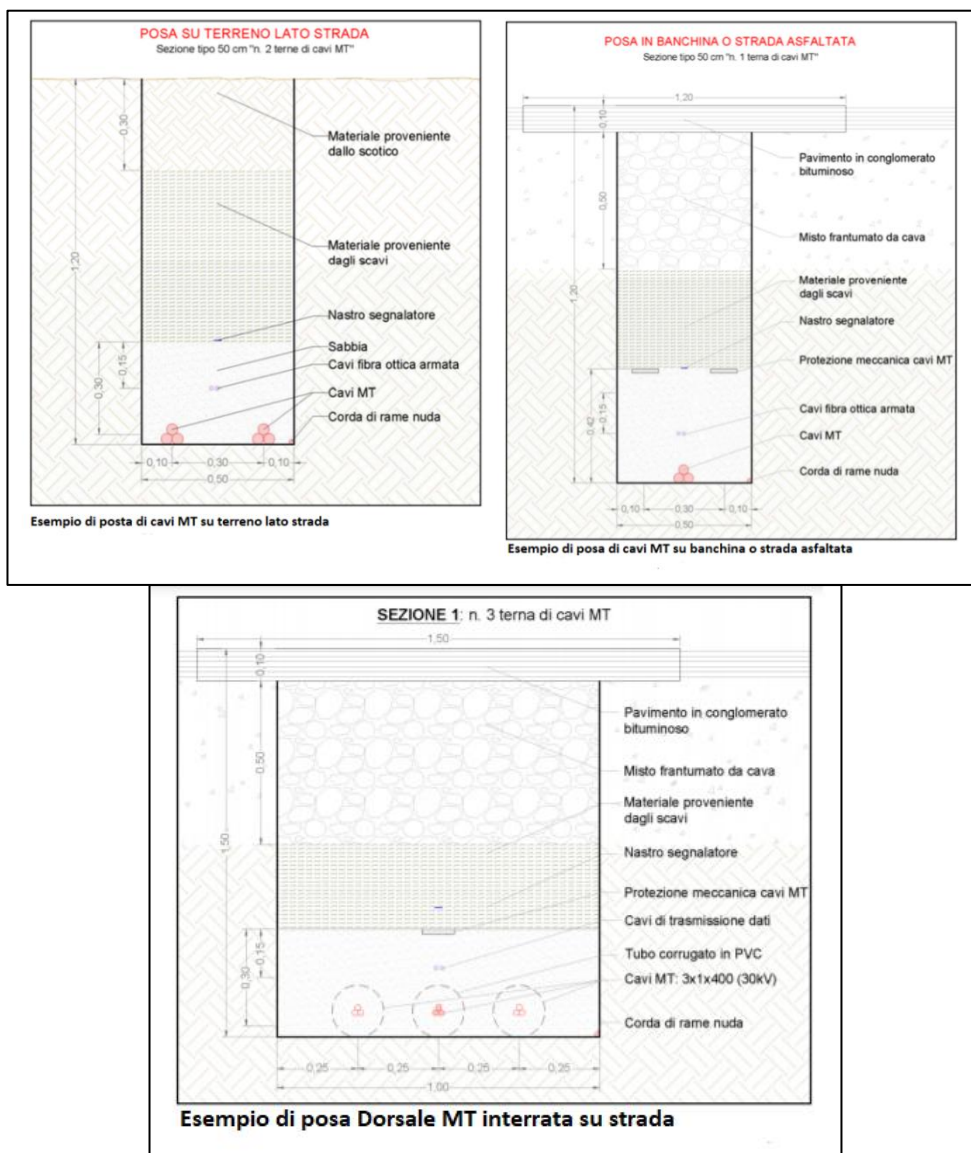 POSA SU TERRENO LATO STRADA
Sezione tipo 50 cm "n. 2 terne di cavi MT"
0,30
1,20
0,30
0,15
Materiale proveniente
dallo scotico
Materiale proveniente
dagli scavi
Nastro segnalatore
Sabbia
Cavi fibra ottica armata
Cavi MT
Corda di rame nuda
0,10
0,30
0,10
0,50
Esempio di posta di cavi MT su terreno lato strada
POSA IN BANCHINA O STRADA ASFALTATA
Sezione tipo 50 cm "n. 1 terna di cavi MT"
1,20
0,10
0,50
1,20
0,42
0,15
Pavimento in conglomerato
bituminoso
Misto frantumato da cava
Materiale proveniente
dagli scavi
Nastro segnalatore
Protezione meccanica cavi MT
Cavi fibra ottica armata
Cavi MT
Corda di rame nuda
0,10
0,30
0,10
0,50
Esempio di posa di cavi MT su banchina o strada asfaltata
SEZIONE 1: n. 3 terna di cavi MT
1,50
0,10
0,50
1,50
0,30
0,15
Pavimento in conglomerato
bituminoso
Misto frantumato da cava
Materiale proveniente
dagli scavi
Nastro segnalatore
Protezione meccanica cavi MT
Cavi di trasmissione dati
Tubo corrugato in PVC
Cavi MT: 3x1x400 (30kV)
Corda di rame nuda
0,25
0,25
0,25
0,25
1,00
Esempio di posa Dorsale MT interrata su strada